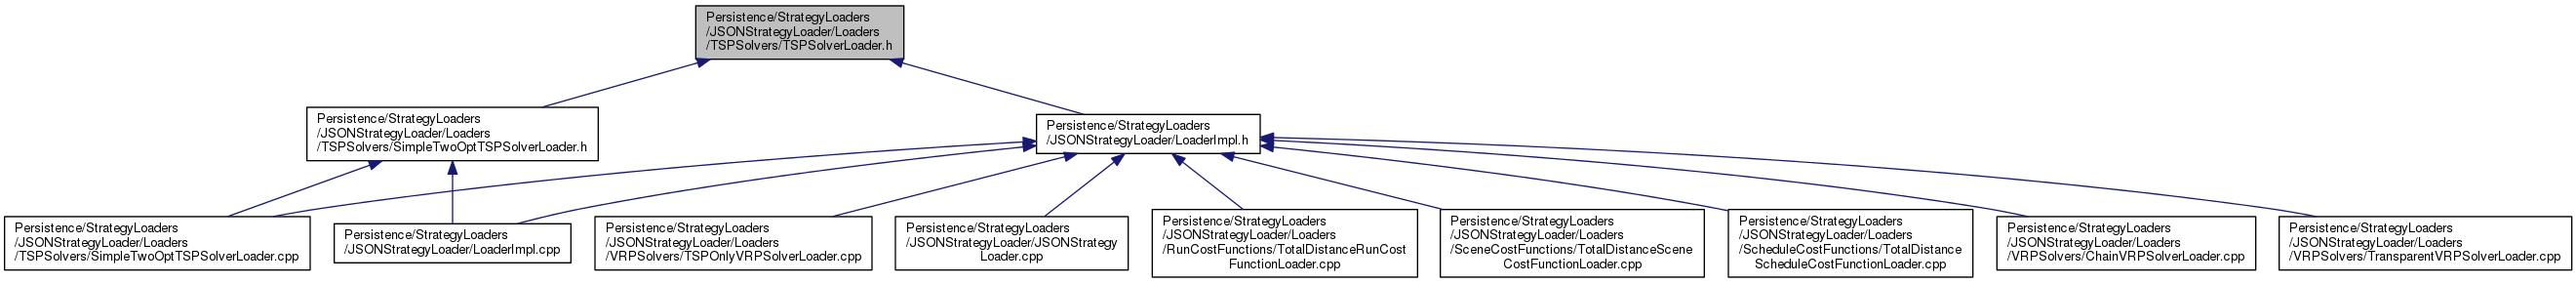 Persistence/StrategyLoaders
/JSONStrategyLoader/Loaders
/TSPSolvers/TSPSolverLoader.h
Persistence/StrategyLoaders
/JSONStrategyLoader/Loaders
/TSPSolvers/SimpleTwoOptTSPSolverLoader.h
Persistence/StrategyLoaders
/JSONStrategyLoader/LoaderImpl.h
Persistence/StrategyLoaders
/JSONStrategyLoader/Loaders
/TSPSolvers/SimpleTwoOptTSPSolverLoader.cpp
Persistence/StrategyLoaders
/JSONStrategyLoader/LoaderImpl.cpp
Persistence/StrategyLoaders
/JSONStrategyLoader/Loaders
/VRPSolvers/TSPOnlyVRPSolverLoader.cpp
Persistence/StrategyLoaders
/JSONStrategyLoader/JSONStrategy
Loader.cpp
Persistence/StrategyLoaders
/JSONStrategyLoader/Loaders
/RunCostFunctions/TotalDistanceRunCost
FunctionLoader.cpp
Persistence/StrategyLoaders
/JSONStrategyLoader/Loaders
/SceneCostFunctions/TotalDistanceScene
CostFunctionLoader.cpp
Persistence/StrategyLoaders
/JSONStrategyLoader/Loaders
/ScheduleCostFunctions/TotalDistance
ScheduleCostFunctionLoader.cpp
Persistence/StrategyLoaders
/JSONStrategyLoader/Loaders
/VRPSolvers/ChainVRPSolverLoader.cpp
Persistence/StrategyLoaders
/JSONStrategyLoader/Loaders
/VRPSolvers/TransparentVRPSolverLoader.cpp